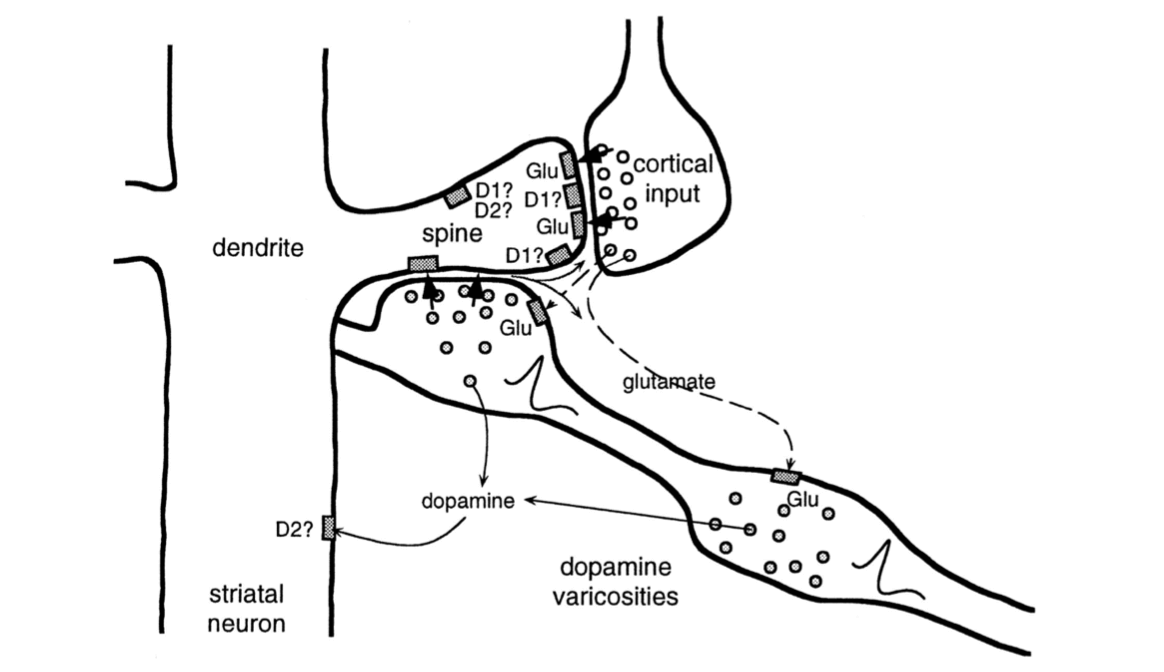 Glu
cortical
input
D1?
D1?
D2?
Glu
spine
dendrite
D1?
Glu
glutamate
Glu
dopamine
D2?
dopamine
varicosities
striatal
neuron